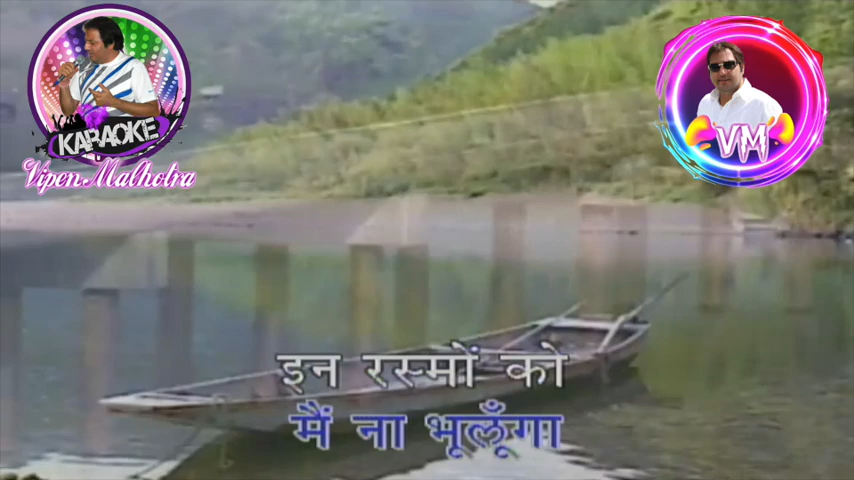 KARAOKE
Vipen Malhotra
VM
इन रस्मों को
मैं ना भूलूँगा